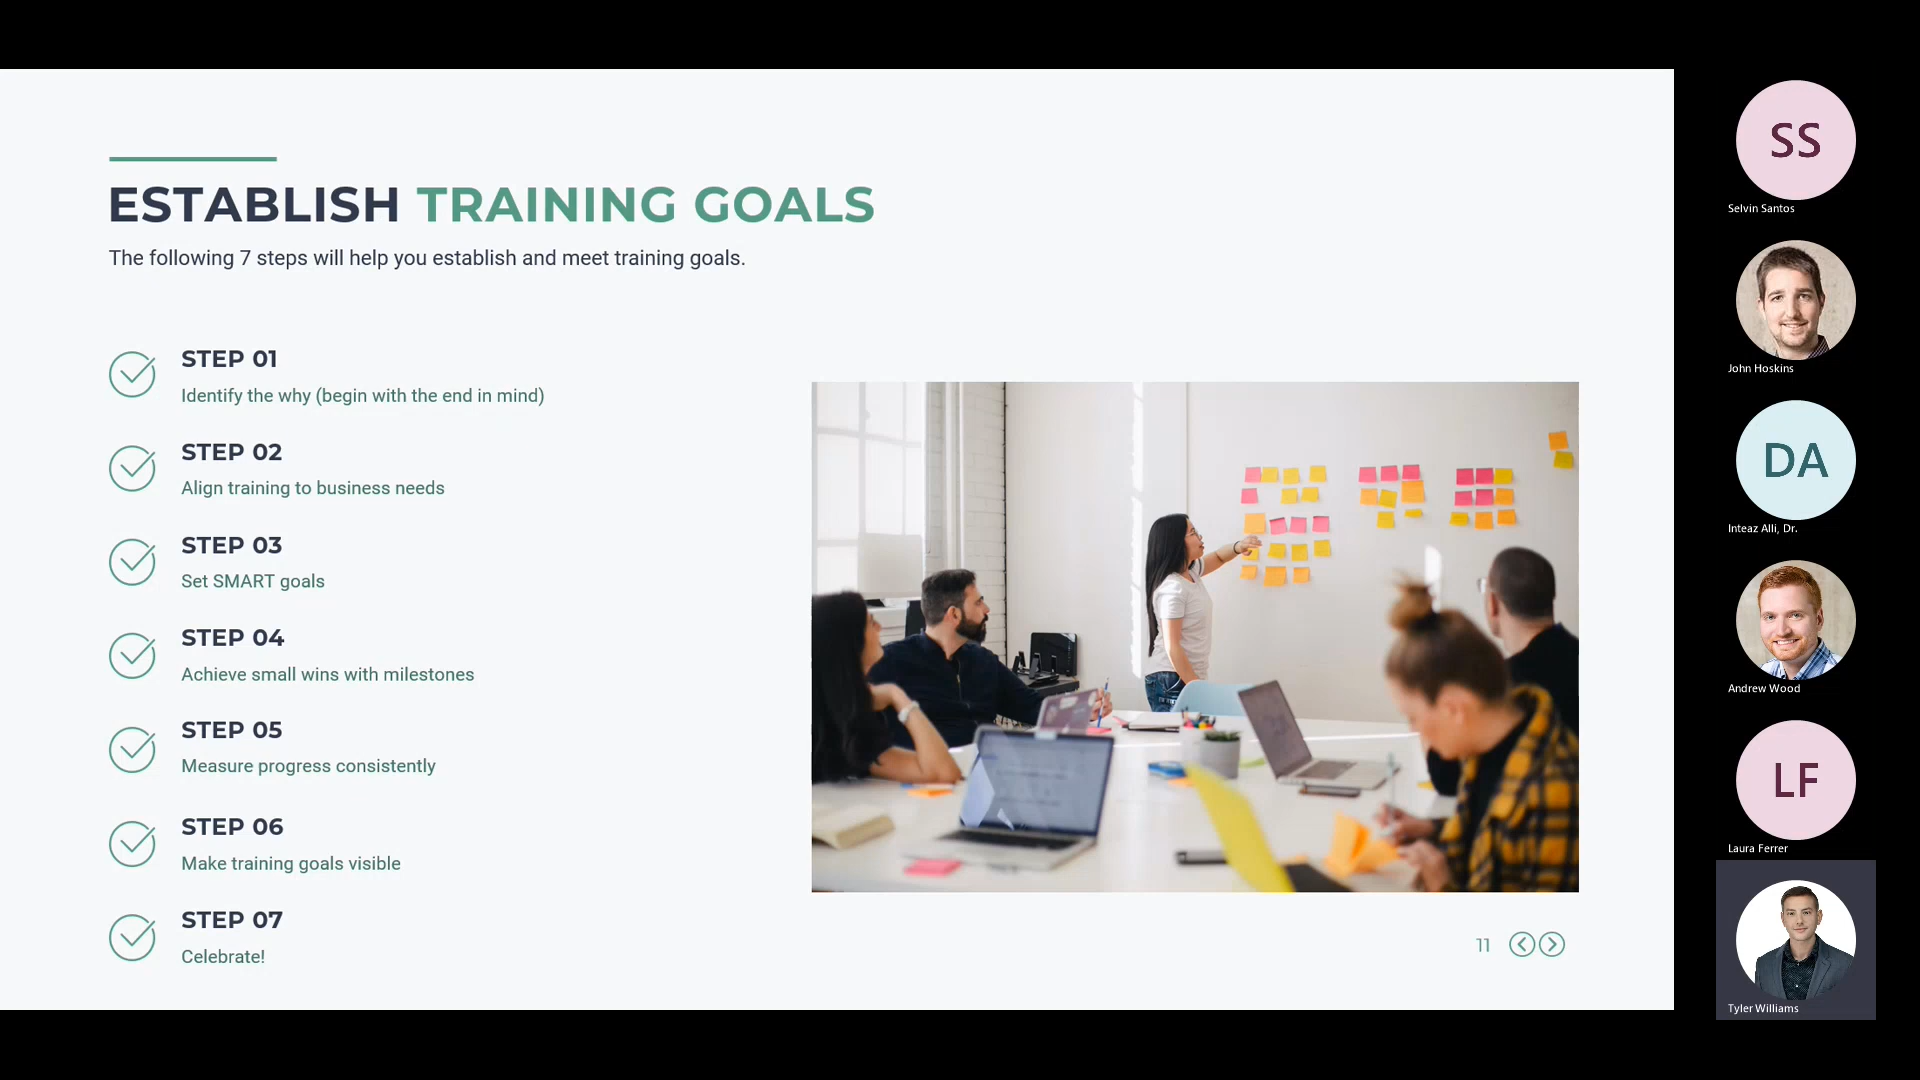 ESTABLISH TRAINING GOALS
The following 7 steps will help you establish and meet training goals.
STEP 01
Identify the why (begin with the end in mind)
STEP 02
Align training to business needs
STEP 03
Set SMART goals
STEP 04
Achieve small wins with milestones
STEP 05
Measure progress consistently
STEP 06
Make training goals visible
STEP 07
Celebrate!
11
SS
Selvin Santos
John Hoskins
DA
Inteaz Alli, Dr.
Andrew Wood
LF
Laura Ferrer
Tyler Williams